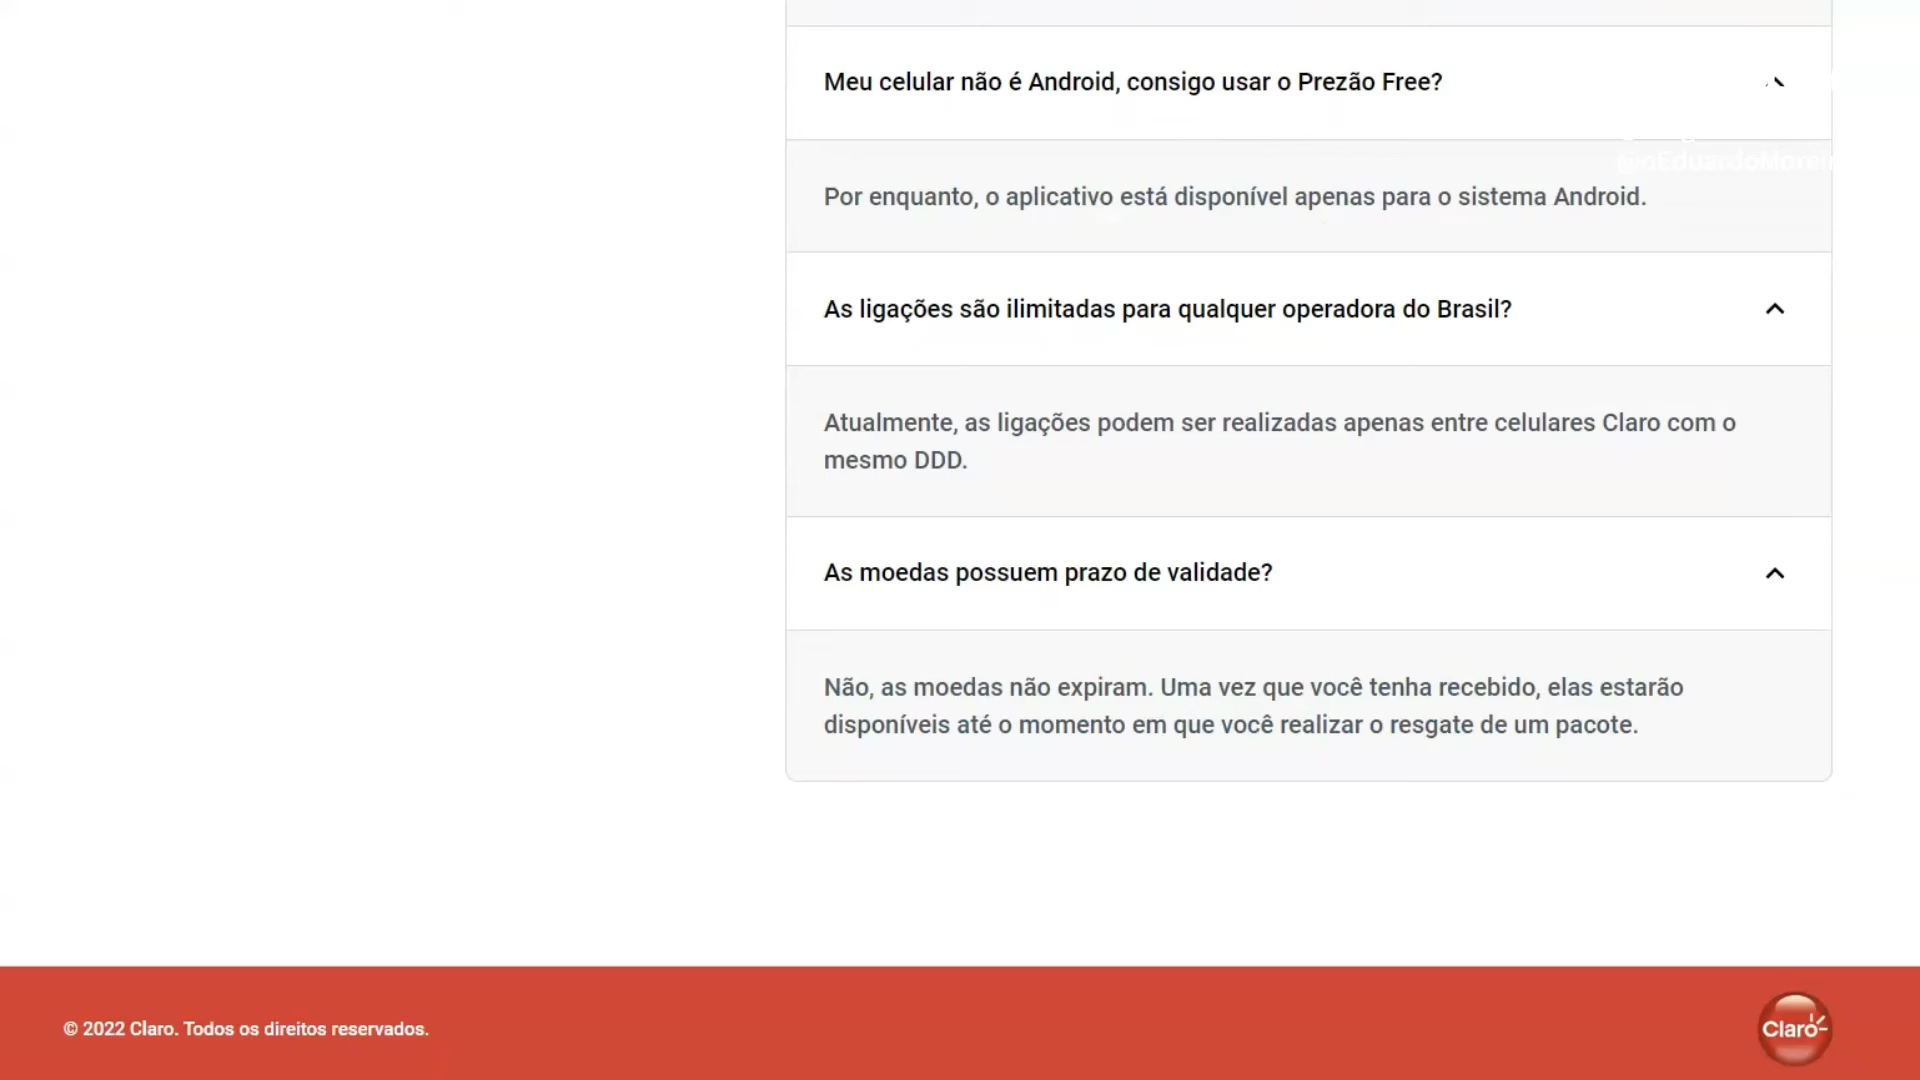 Meu celular não é Android, consigo usar o Prezão Free?
Por enquanto, o aplicativo está disponível apenas para o sistema Android.
As ligações são ilimitadas para qualquer operadora do Brasil?
Atualmente, as ligações podem ser realizadas apenas entre celulares Claro com o
mesmo DDD.
As moedas possuem prazo de validade?
Não, as moedas não expiram. Uma vez que você tenha recebido, elas estarão
disponíveis até o momento em que você realizar o resgate de um pacote.
© 2022 Claro. Todos os direitos reservados.
Claro